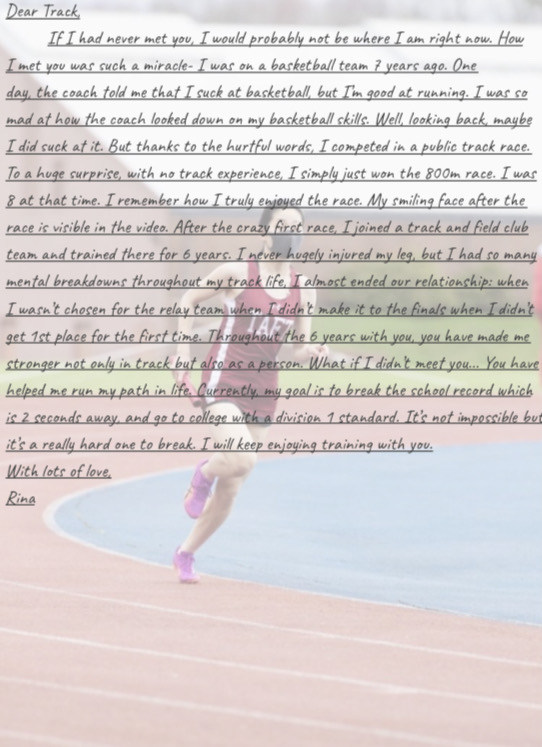 Dear Track,
If I had never met you, I would probably not be where I am right now. How
I met you was such a miracle- I was on a basketball team 7 years ago. One
day, the coach told me that I suck at basketball, but I'm good at running. I was so
mad at how the coach looked down on my basketball skills. Well, looking back, maybe
I did suck at it. But thanks to the hurtful words, I competed in a public track race.
To a huge surprise, with no track experience, I simply just won the 800m race. I was
8 at that time. I remember how I truly enjoyed the race. My smiling face after the
race is visible in the video. After the crazy first race, I joined a track and field club
team and trained there for 6 years. I never hugely injured my leg, but I had so many
mental breakdowns throughout my track life. I almost ended our relationship: when
I wasn't chosen for the relay team when I didn't make it to the finals when I didn't
get 1st place for the first time. Throughout the 6 years with you, you have made me
stronger not only in track but also as a person. What if I didn't meet you... You have
helped me run my path in life. Currently, my goal is to break the school record which
is 2 seconds away, and go to college with a division 1 standard. It's not impossible but
it's a really hard one to break. I will keep enjoying training with you.
With lots of love,
Rina